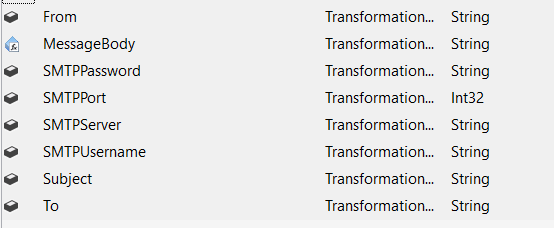 From Transformation... String
MessageBody Transformation... String
SMTPPassword Transformation... String
SMTPPort Transformation... Int32
SMTPServer Transformation... String
SMTPUsername Transformation... String
Subject Transformation... String
To Transformation... String